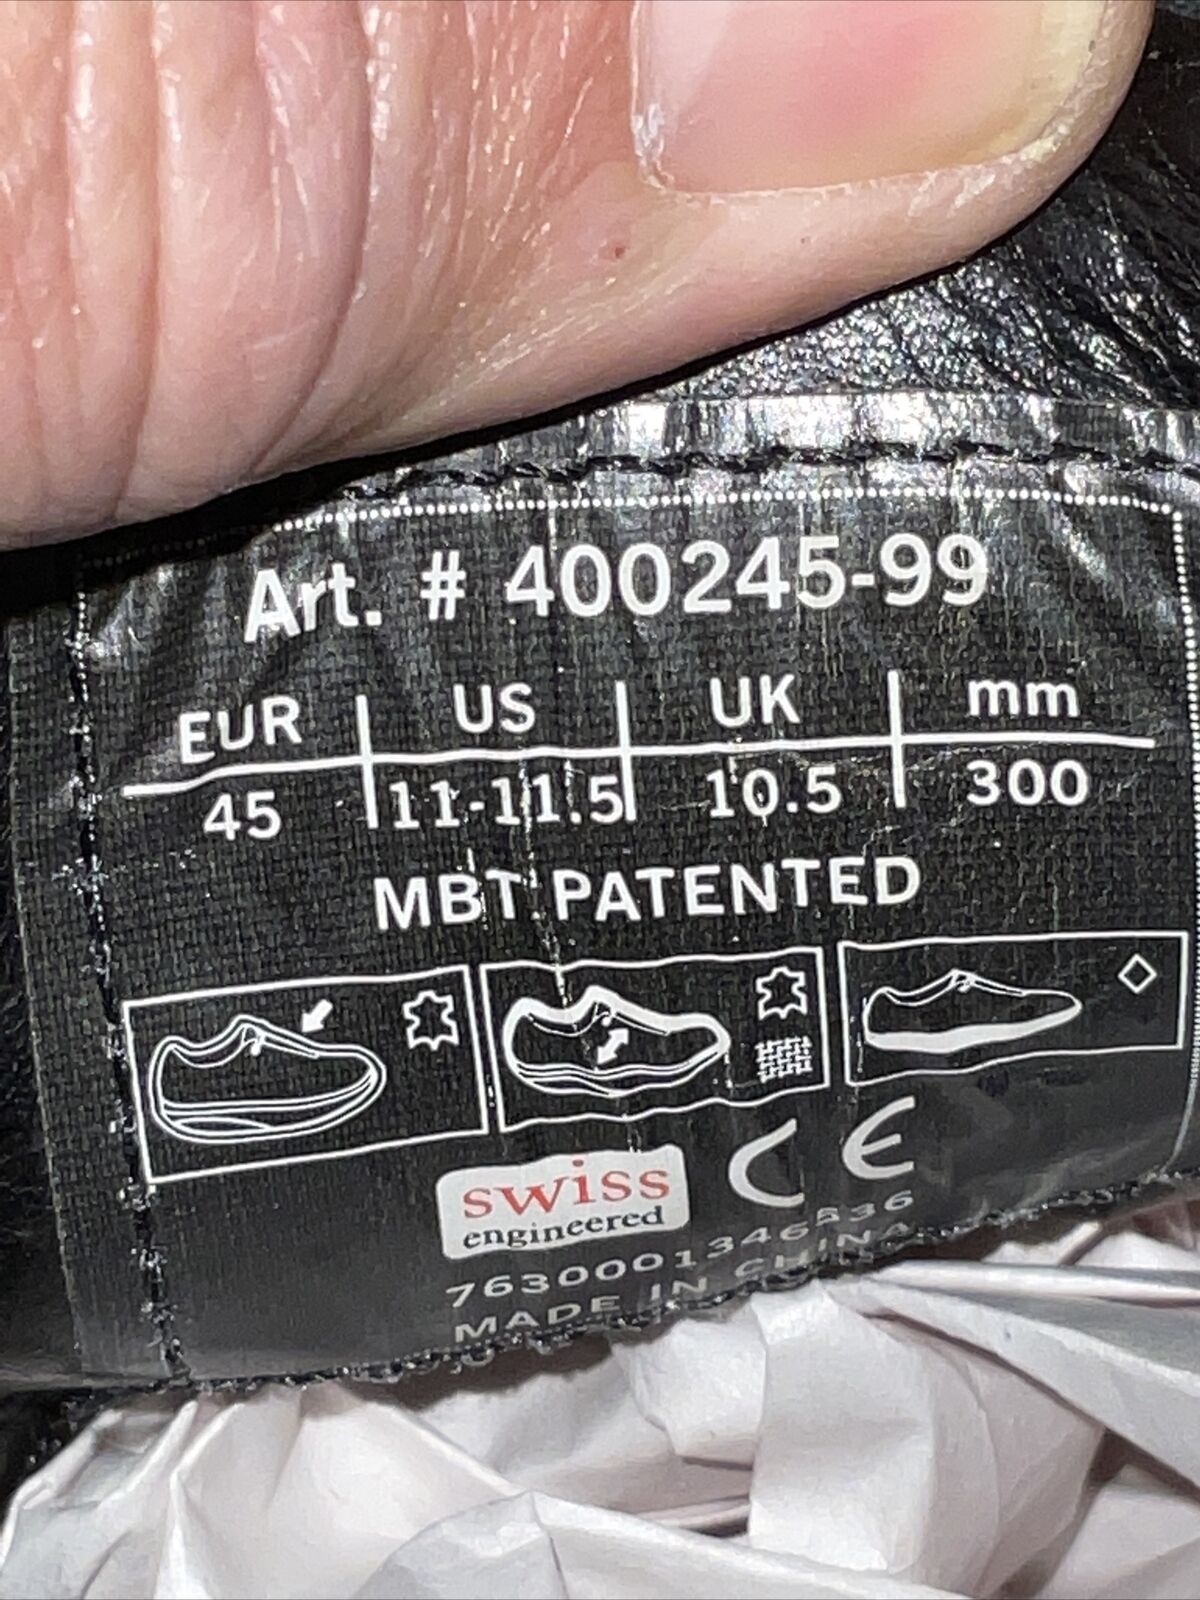 Art. # 400245-99
EUR US UK mm
45 11-11.5 10.5 300
MBT PATENTED
CE
swiss
engineered
MADE IN CHINA